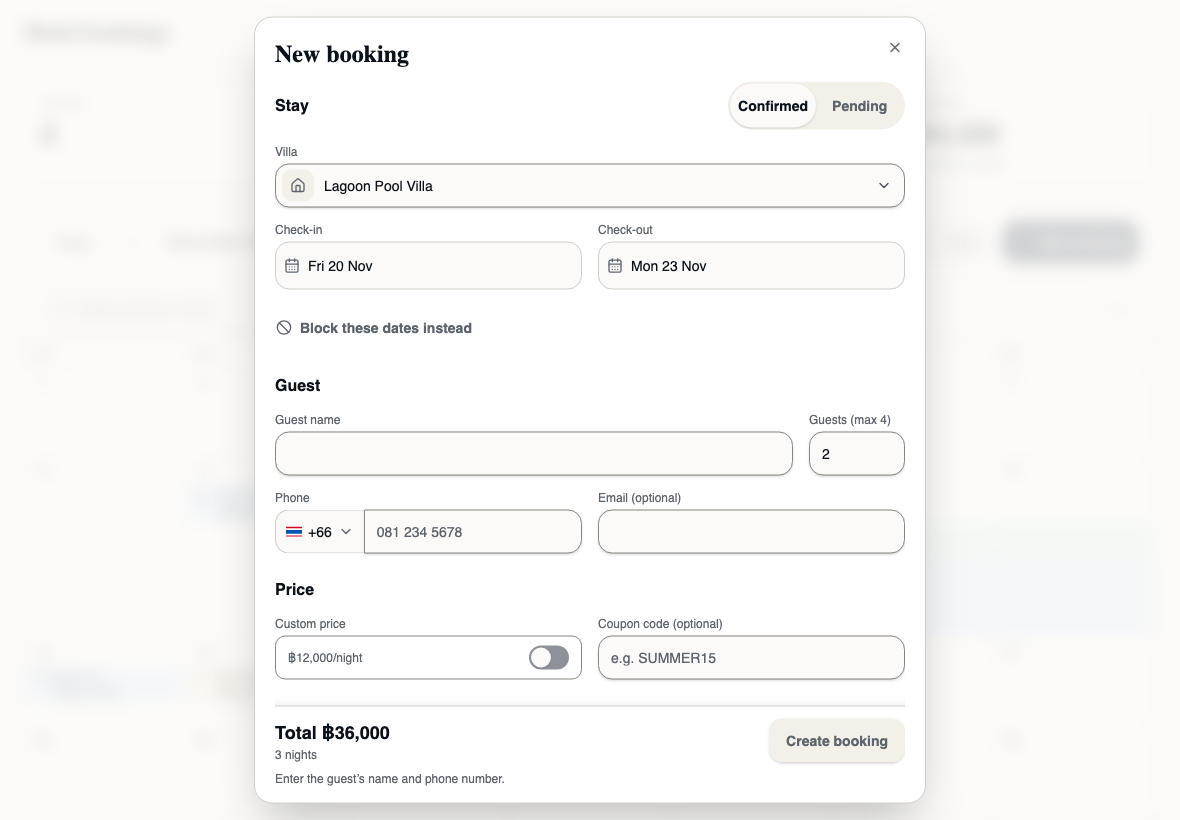 New booking
Stay
Confirmed
Pending
Villa
Lagoon Pool Villa
Check-in
Check-out
Fri 20 Nov
Mon 23 Nov
Block these dates instead
Guest
Guest name
Guests (max 4)
2
Phone
Email (optional)
+66
081 234 5678
Price
Custom price
Coupon code (optional)
฿12,000/night
e.g. SUMMER15
Total ฿36,000
3 nights
Enter the guest’s name and phone number.
Create booking